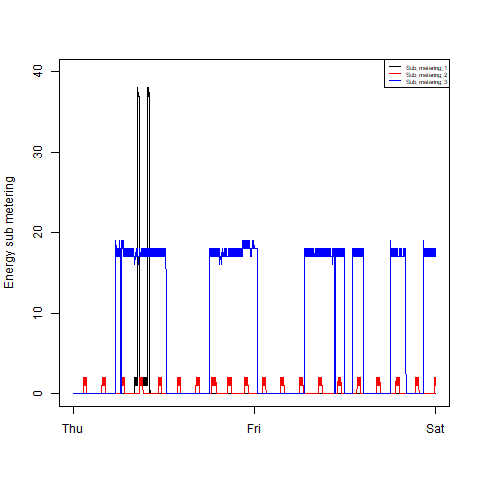 Sub_metering_1
Sub_metering_2
Sub_metering_3
Energy sub metering
40
30
20
10
0
Thu Fri Sat